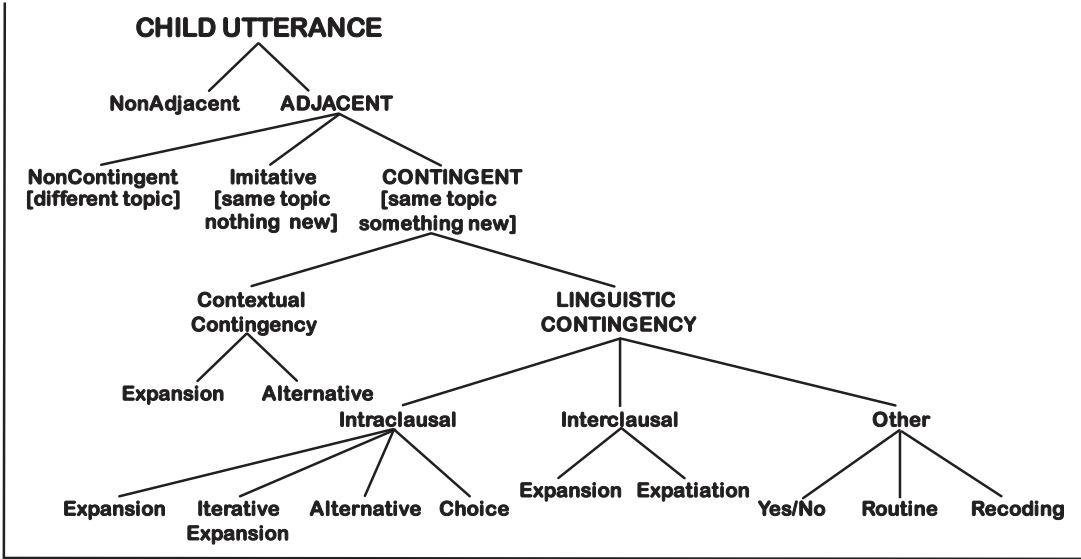 CHILD UTTERANCE
NonAdjacent ADJACENT
NonContingent Imitative CONTINGENT
[different topic] [same topic [same topic
nothing new] something new]
Contextual LINGUISTIC
Contingency CONTINGENCY
Expansion Alternative
Intraclausal Interclausal Other
Expansion Expatiation
Expansion Iterative Alternative Choice Yes/No Routine Recoding
Expansion